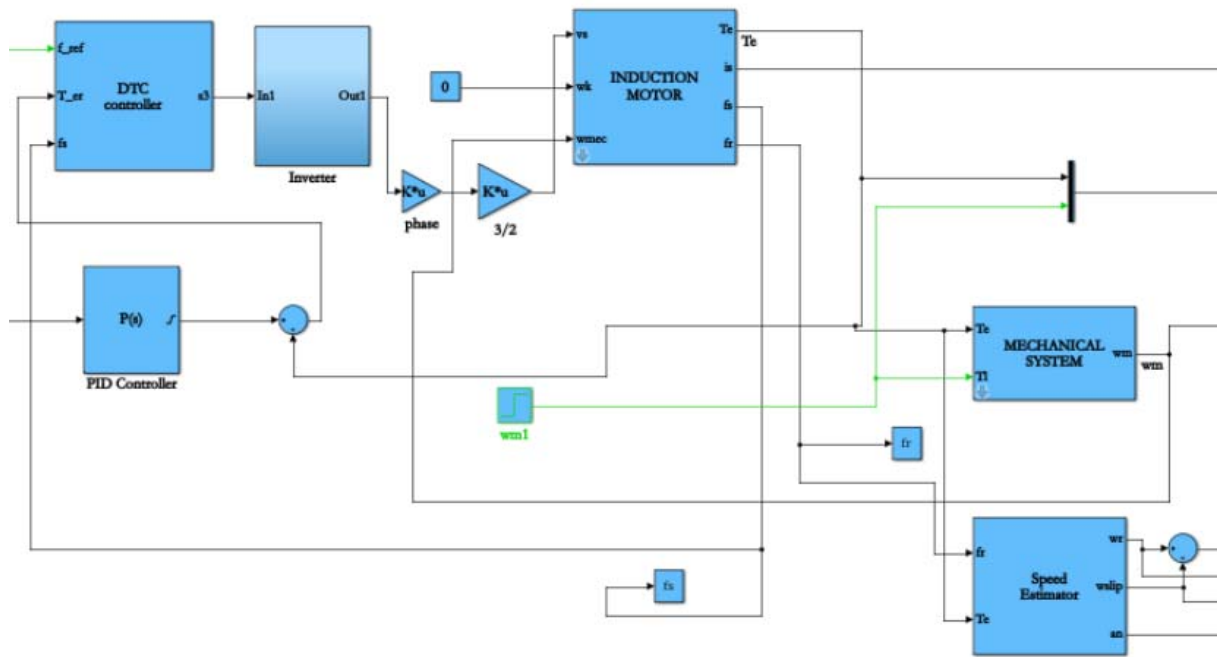 f_ref
T_er
fs
DTC
controller
s3
In1
Out1
Inverter
K*u
phase
K*u
3/2
0
vs
wk
wmec
INDUCTION
MOTOR
Te
is
fs
fr
Te
P(s)
PID Controller
wm1
Te
Tl
MECHANICAL
SYSTEM
wm
wm
fr
fs
fr
Te
Speed
Estimator
wr
wslip
an